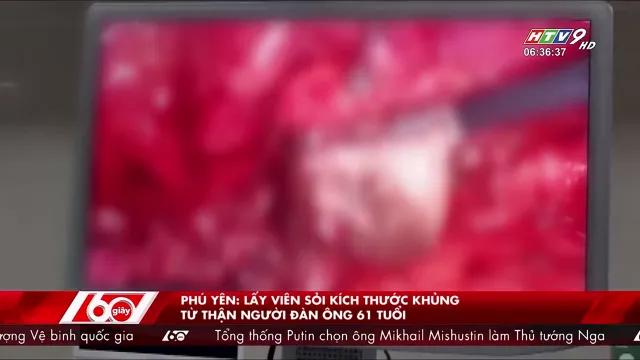 HTV9 HD
06:36:37
PHÚ YÊN: LẤY VIÊN SỎI KÍCH THƯỚC KHỦNG
60 giây
TỪ THẬN NGƯỜI ĐÀN ÔNG 61 TUỔI
ượng Vệ binh quốc gia 60 Tổng thống Putin chọn ông Mikhail Mishustin làm Thủ tướng Nga